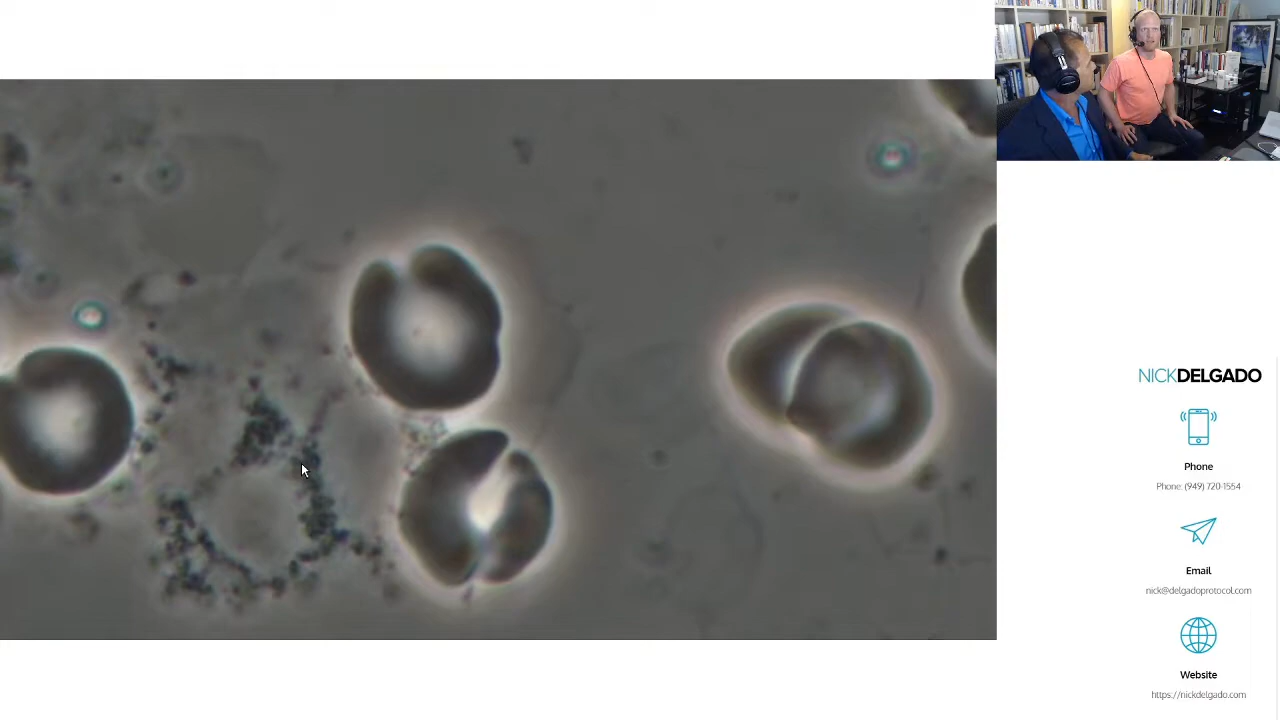 NICKDELGADO
Phone
Phone: (949) 720-1554
Email
nick@delgadoprotocol.com
Website
https://nickdelgado.com